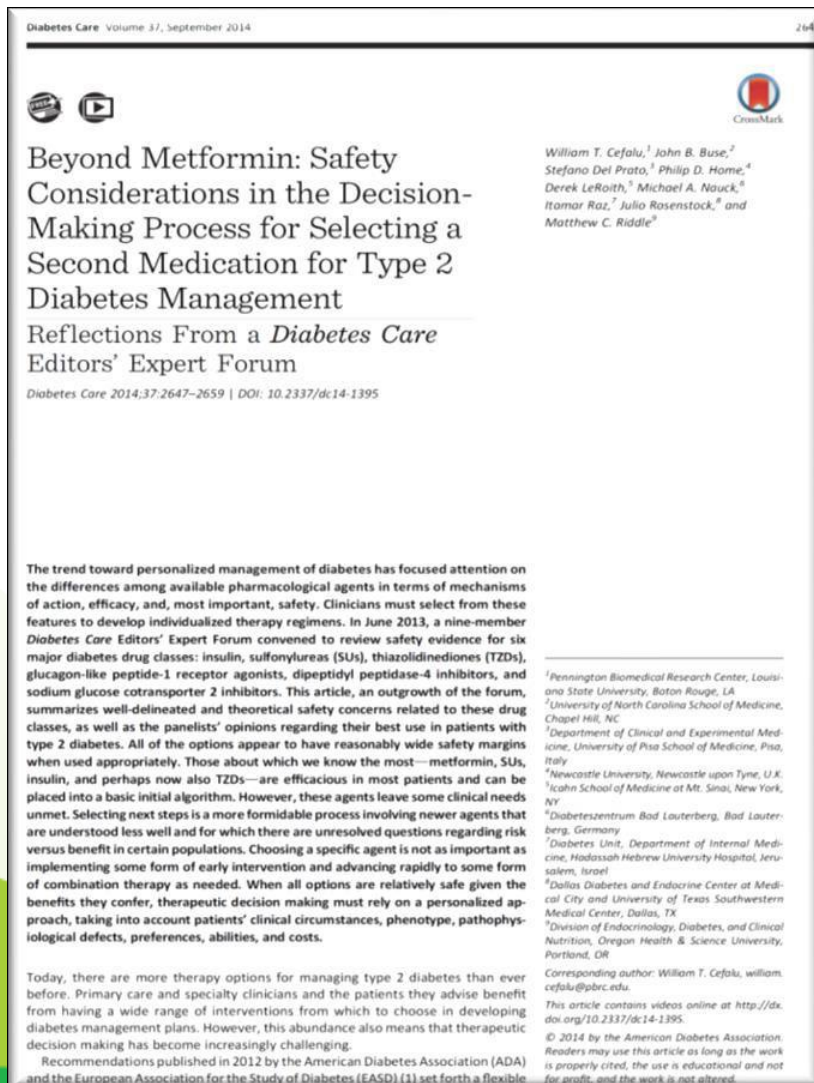 Diabetes Care Volume 37, September 2014
264
FREE
CrossMark
Beyond Metformin: Safety
Considerations in the Decision-
Making Process for Selecting a
Second Medication for Type 2
Diabetes Management
Reflections From a Diabetes Care
Editors' Expert Forum
Diabetes Care 2014;37:2647–2659 | DOI: 10.2337/dc14-1395
William T. Cefalu,1 John B. Buse,2
Stefano Del Prato,3 Philip D. Home,4
Derek LeRoith,5 Michael A. Nauck,6
Itamar Raz,7 Julio Rosenstock,8 and
Matthew C. Riddle9
The trend toward personalized management of diabetes has focused attention on
the differences among available pharmacological agents in terms of mechanisms
of action, efficacy, and, most important, safety. Clinicians must select from these
features to develop individualized therapy regimens. In June 2013, a nine-member
Diabetes Care Editors' Expert Forum convened to review safety evidence for six
major diabetes drug classes: insulin, sulfonylureas (SUs), thiazolidinediones (TZDs),
glucagon-like peptide-1 receptor agonists, dipeptidyl peptidase-4 inhibitors, and
sodium glucose cotransporter 2 inhibitors. This article, an outgrowth of the forum,
summarizes well-delineated and theoretical safety concerns related to these drug
classes, as well as the panelists' opinions regarding their best use in patients with
type 2 diabetes. All of the options appear to have reasonably wide safety margins
when used appropriately. Those about which we know the most—metformin, SUs,
insulin, and perhaps now also TZDs—are efficacious in most patients and can be
placed into a basic initial algorithm. However, these agents leave some clinical needs
unmet. Selecting next steps is a more formidable process involving newer agents that
are understood less well and for which there are unresolved questions regarding risk
versus benefit in certain populations. Choosing a specific agent is not as important as
implementing some form of early intervention and advancing rapidly to some form
of combination therapy as needed. When all options are relatively safe given the
benefits they confer, therapeutic decision making must rely on a personalized ap-
proach, taking into account patients' clinical circumstances, phenotype, pathophys-
iological defects, preferences, abilities, and costs.
Today, there are more therapy options for managing type 2 diabetes than ever
before. Primary care and specialty clinicians and the patients they advise benefit
from having a wide range of interventions from which to choose in developing
diabetes management plans. However, this abundance also means that therapeutic
decision making has become increasingly challenging.
Recommendations published in 2012 by the American Diabetes Association (ADA)
and the European Association for the Study of Diabetes (EASD) (1) set forth a flexible
1Pennington Biomedical Research Center, Louisi-
ana State University, Baton Rouge, LA
2University of North Carolina School of Medicine,
Chapel Hill, NC
3Department of Clinical and Experimental Med-
icine, University of Pisa School of Medicine, Pisa,
Italy
4Newcastle University, Newcastle upon Tyne, U.K.
5Icahn School of Medicine at Mt. Sinai, New York,
NY
6Diabeteszentrum Bad Lauterberg, Bad Lauter-
berg, Germany
7Diabetes Unit, Department of Internal Medi-
cine, Hadassah Hebrew University Hospital, Jeru-
salem, Israel
8Dallas Diabetes and Endocrine Center at Medi-
cal City and University of Texas Southwestern
Medical Center, Dallas, TX
9Division of Endocrinology, Diabetes, and Clinical
Nutrition, Oregon Health & Science University,
Portland, OR
Corresponding author: William T. Cefalu, william.
cefalu@pbrc.edu.
This article contains videos online at http://dx.
doi.org/10.2337/dc14-1395.
© 2014 by the American Diabetes Association.
Readers may use this article as long as the work
is properly cited, the use is educational and not
for profit, and the work is not altered.